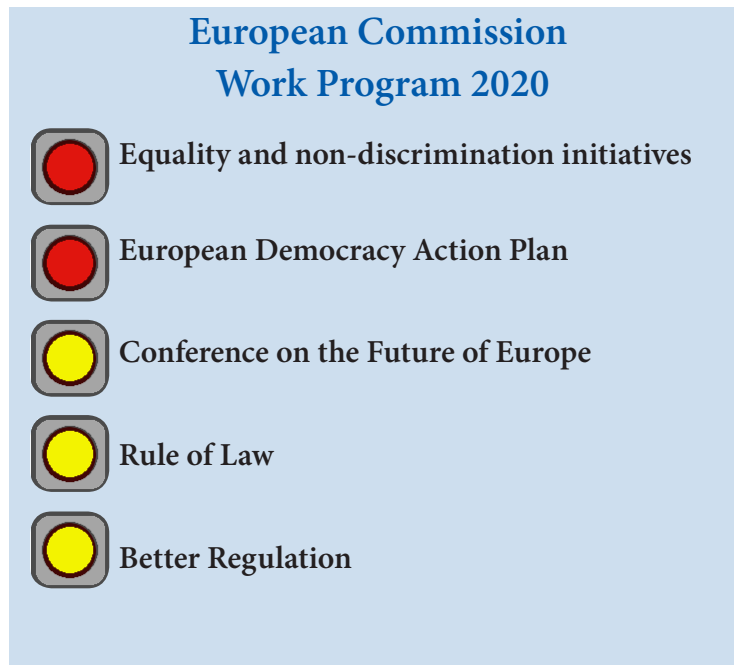 European Commission
Work Program 2020
Equality and non-discrimination initiatives
European Democracy Action Plan
Conference on the Future of Europe
Rule of Law
Better Regulation